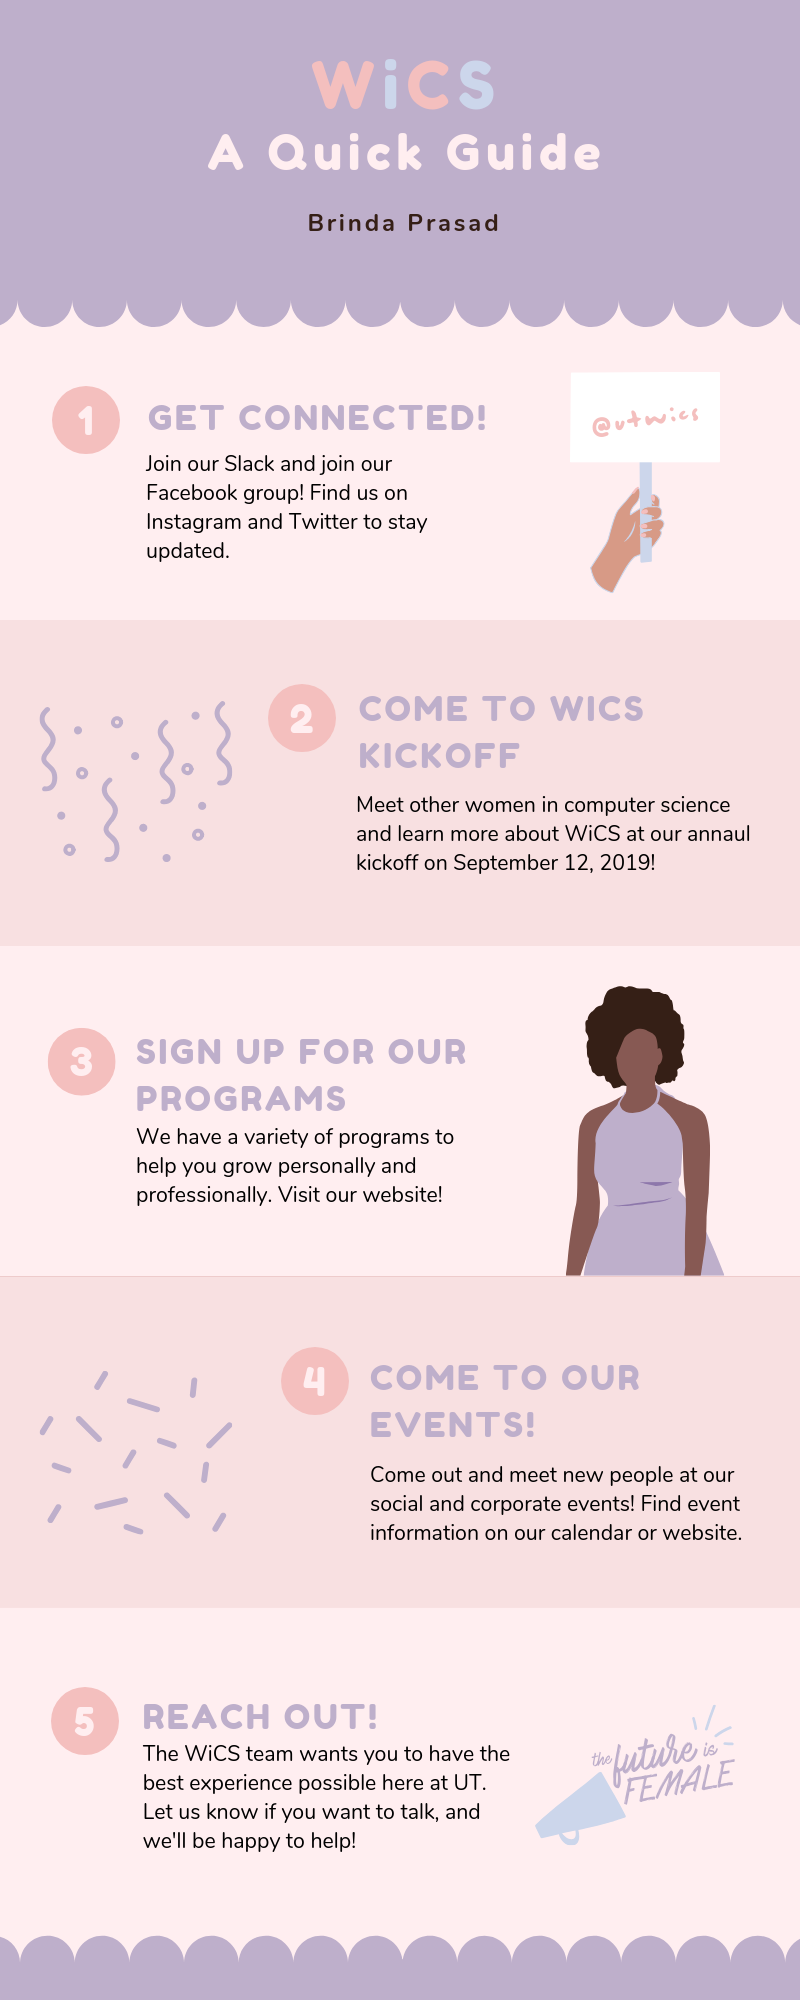 WiCS
A Quick Guide
Brinda Prasad
1
GET CONNECTED!
Join our Slack and join our
Facebook group! Find us on
Instagram and Twitter to stay
updated.
@utwics
2
COME TO WICS
KICKOFF
Meet other women in computer science
and learn more about WiCS at our annaul
kickoff on September 12, 2019!
3
SIGN UP FOR OUR
PROGRAMS
We have a variety of programs to
help you grow personally and
professionally. Visit our website!
4
COME TO OUR
EVENTS!
Come out and meet new people at our
social and corporate events! Find event
information on our calendar or website.
5
REACH OUT!
The WiCS team wants you to have the
best experience possible here at UT.
Let us know if you want to talk, and
we'll be happy to help!
the future is
FEMALE